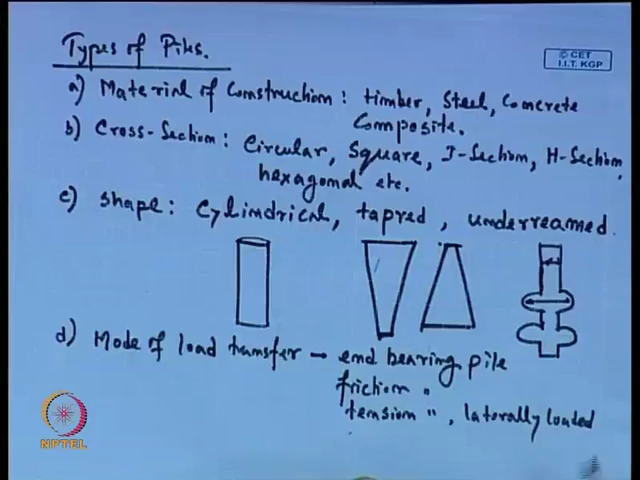 Types of Piles.
© CET
I.I.T. KGP
a) Material of Construction : timber, Steel, Concrete
Composite.
b) Cross-Section : Circular, Square, I-Section, H-Section,
hexagonal etc.
c) Shape : Cylindrical, tapred, underreamed.
d) Mode of load transfer → end bearing pile
friction "
tension " , laterally loaded
NPTEL